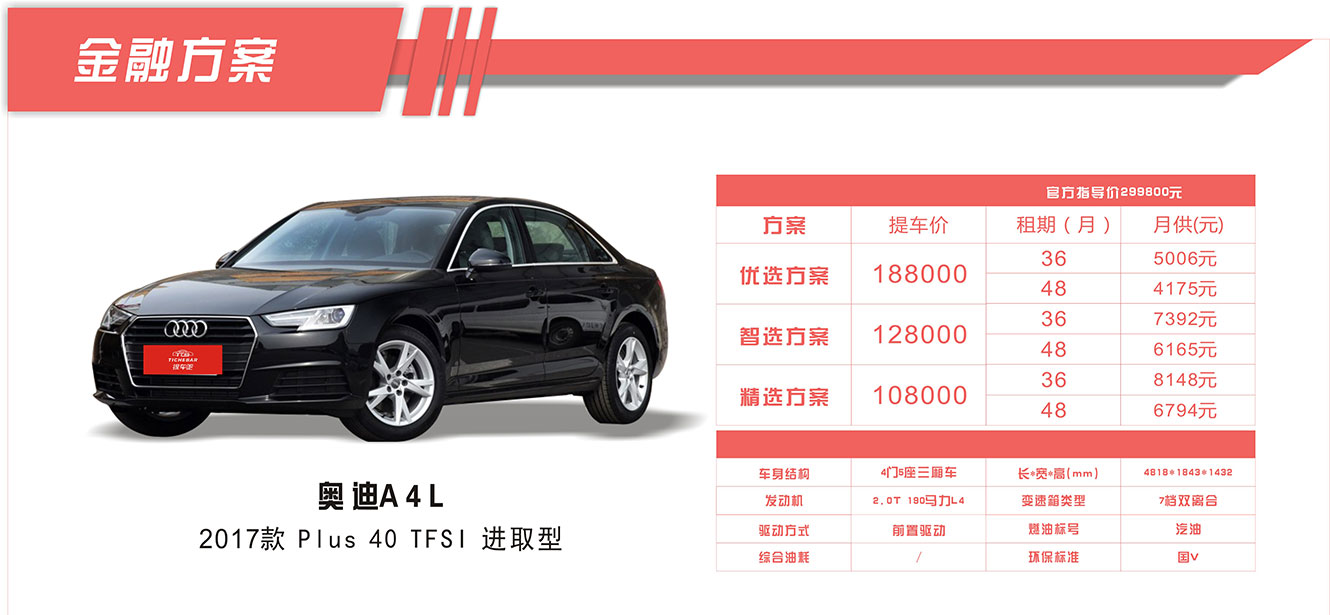 金融方案
TICHEBAR
提车吧
奥迪A4L
2017款 Plus 40 TFSI 进取型
官方指导价299800元
方案 提车价 租期(月) 月供(元)
优选方案 188000 36 5006元
48 4175元
智选方案 128000 36 7392元
48 6165元
精选方案 108000 36 8148元
48 6794元
车身结构 4门5座三厢车 长*宽*高(mm) 4818*1843*1432
发动机 2.0T 190马力L4 变速箱类型 7档双离合
驱动方式 前置驱动 燃油标号 汽油
综合油耗 / 环保标准 国V